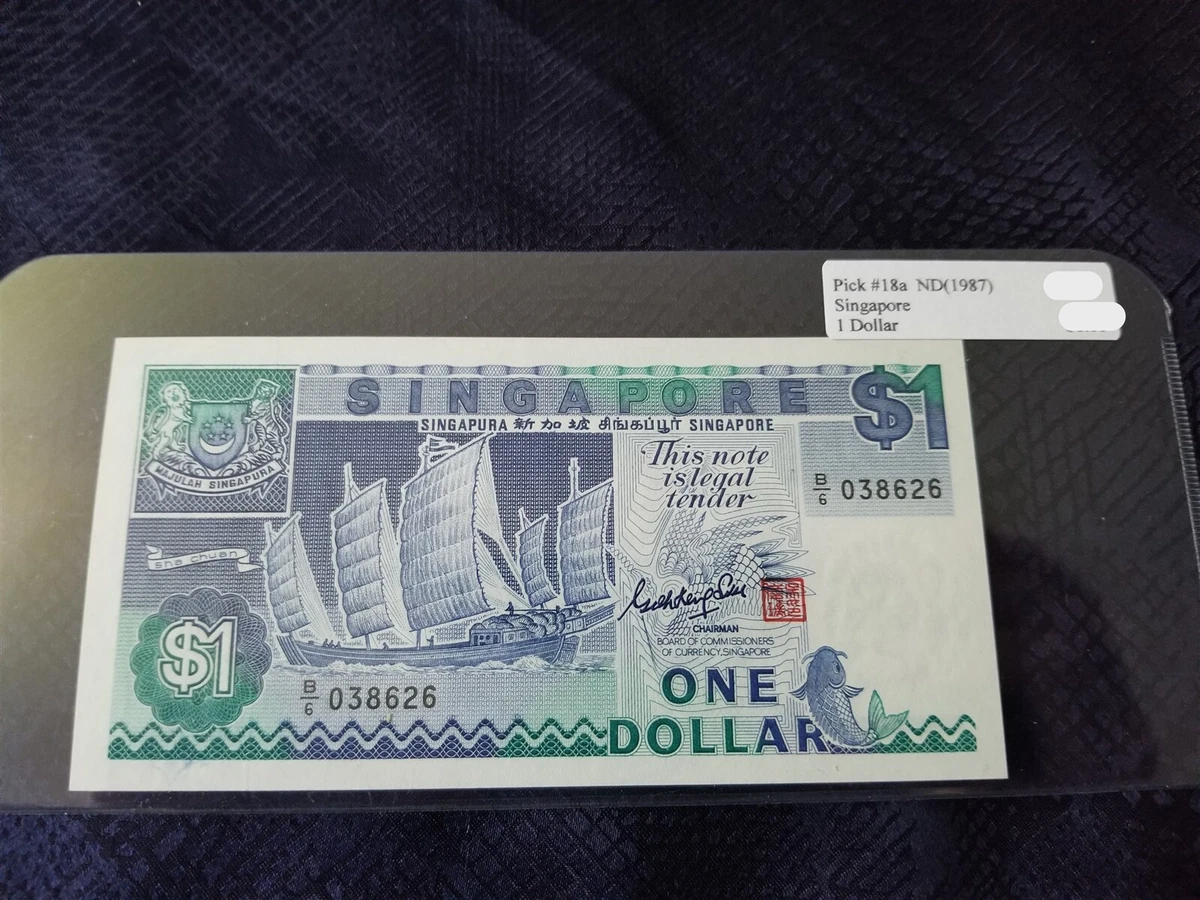 Pick #18a ND(1987)
Singapore
1 Dollar
SINGAPORE
$1
SINGAPURA 新加坡 சிங்கப்பூர் SINGAPORE
MAJULAH SINGAPURA
This note
is legal
tender
B/6 038626
sha chuan
$1
CHAIRMAN
BOARD OF COMMISSIONERS
OF CURRENCY, SINGAPORE
B/6 038626
ONE
DOLLAR